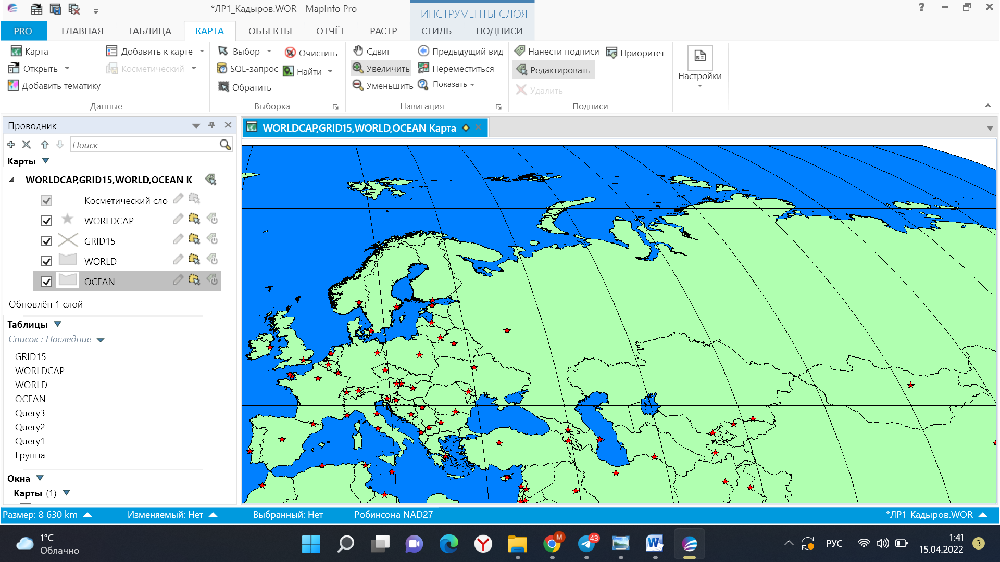 *ЛР1_Кадыров.WOR - MapInfo Pro
ИНСТРУМЕНТЫ СЛОЯ
PRO ГЛАВНАЯ ТАБЛИЦА КАРТА ОБЪЕКТЫ ОТЧЁТ РАСТР СТИЛЬ ПОДПИСИ
Карта
Открыть
Добавить тематику
Добавить к карте
Косметический
Данные
Выбор
SQL-запрос
Обратить
Очистить
Найти
Выборка
Сдвиг
Увеличить
Уменьшить
Предыдущий вид
Переместиться
Показать
Навигация
Нанести подписи
Редактировать
Удалить
Приоритет
Подписи
Настройки
Проводник
Поиск
Карты
WORLDCAP,GRID15,WORLD,OCEAN К
Косметический сло
WORLDCAP
GRID15
WORLD
OCEAN
Обновлён 1 слой
Таблицы
Список : Последние
GRID15
WORLDCAP
WORLD
OCEAN
Query3
Query2
Query1
Группа
Окна
Карты (1)
WORLDCAP,GRID15,WORLD,OCEAN Карта
Размер: 8 630 km Изменяемый: Нет Выбранный: Нет Робинсона NAD27 *ЛР1_Кадыров.WOR
1°C
Облачно
M
43
РУС
1:41
15.04.2022
3